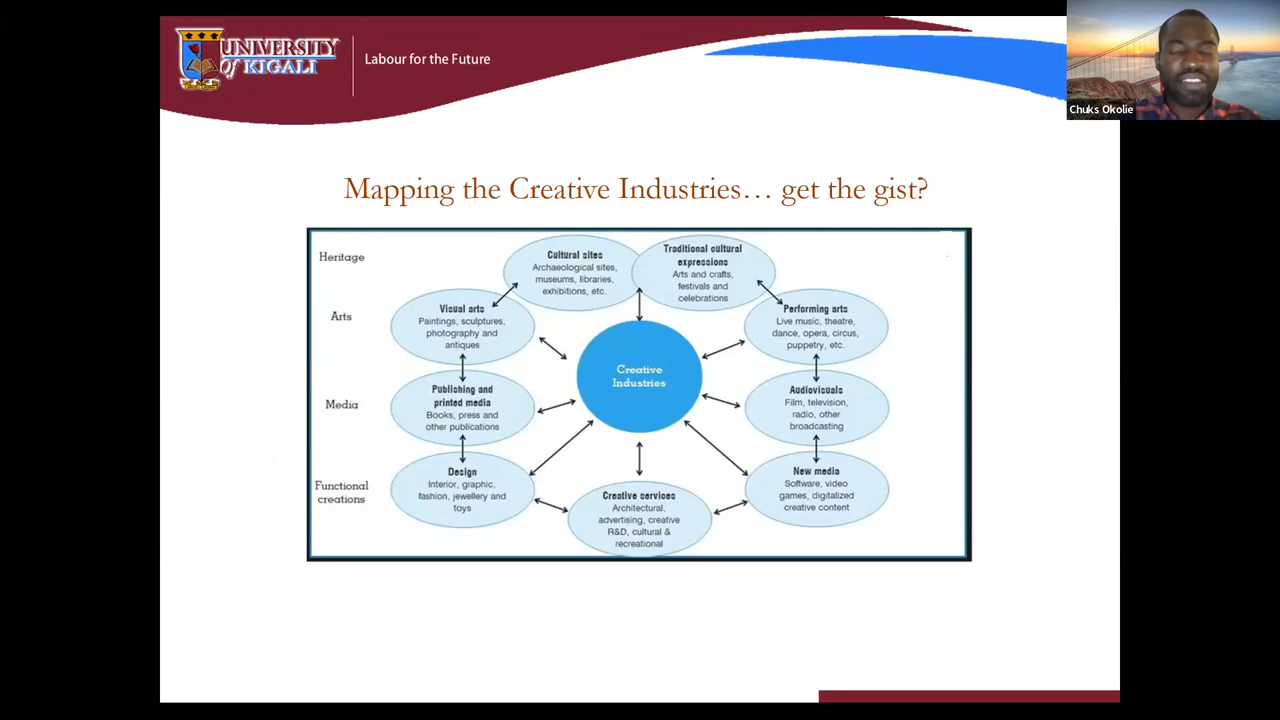 UNIVERSITY
of KIGALI
Labour for the Future
Chuks Okolie
Mapping the Creative Industries... get the gist?
Heritage
Cultural sites
Archaeological sites,
museums, libraries,
exhibitions, etc.
Traditional cultural
expressions
Arts and crafts,
festivals and
celebrations
Arts
Visual arts
Paintings, sculptures,
photography and
antiques
Performing arts
Live music, theatre,
dance, opera, circus,
puppetry, etc.
Creative
Industries
Media
Publishing and
printed media
Books, press and
other publications
Audiovisuals
Film, television,
radio, other
broadcasting
Functional
creations
Design
Interior, graphic,
fashion, jewellery and
toys
Creative services
Architectural,
advertising, creative
R&D, cultural &
recreational
New media
Software, video
games, digitalized
creative content